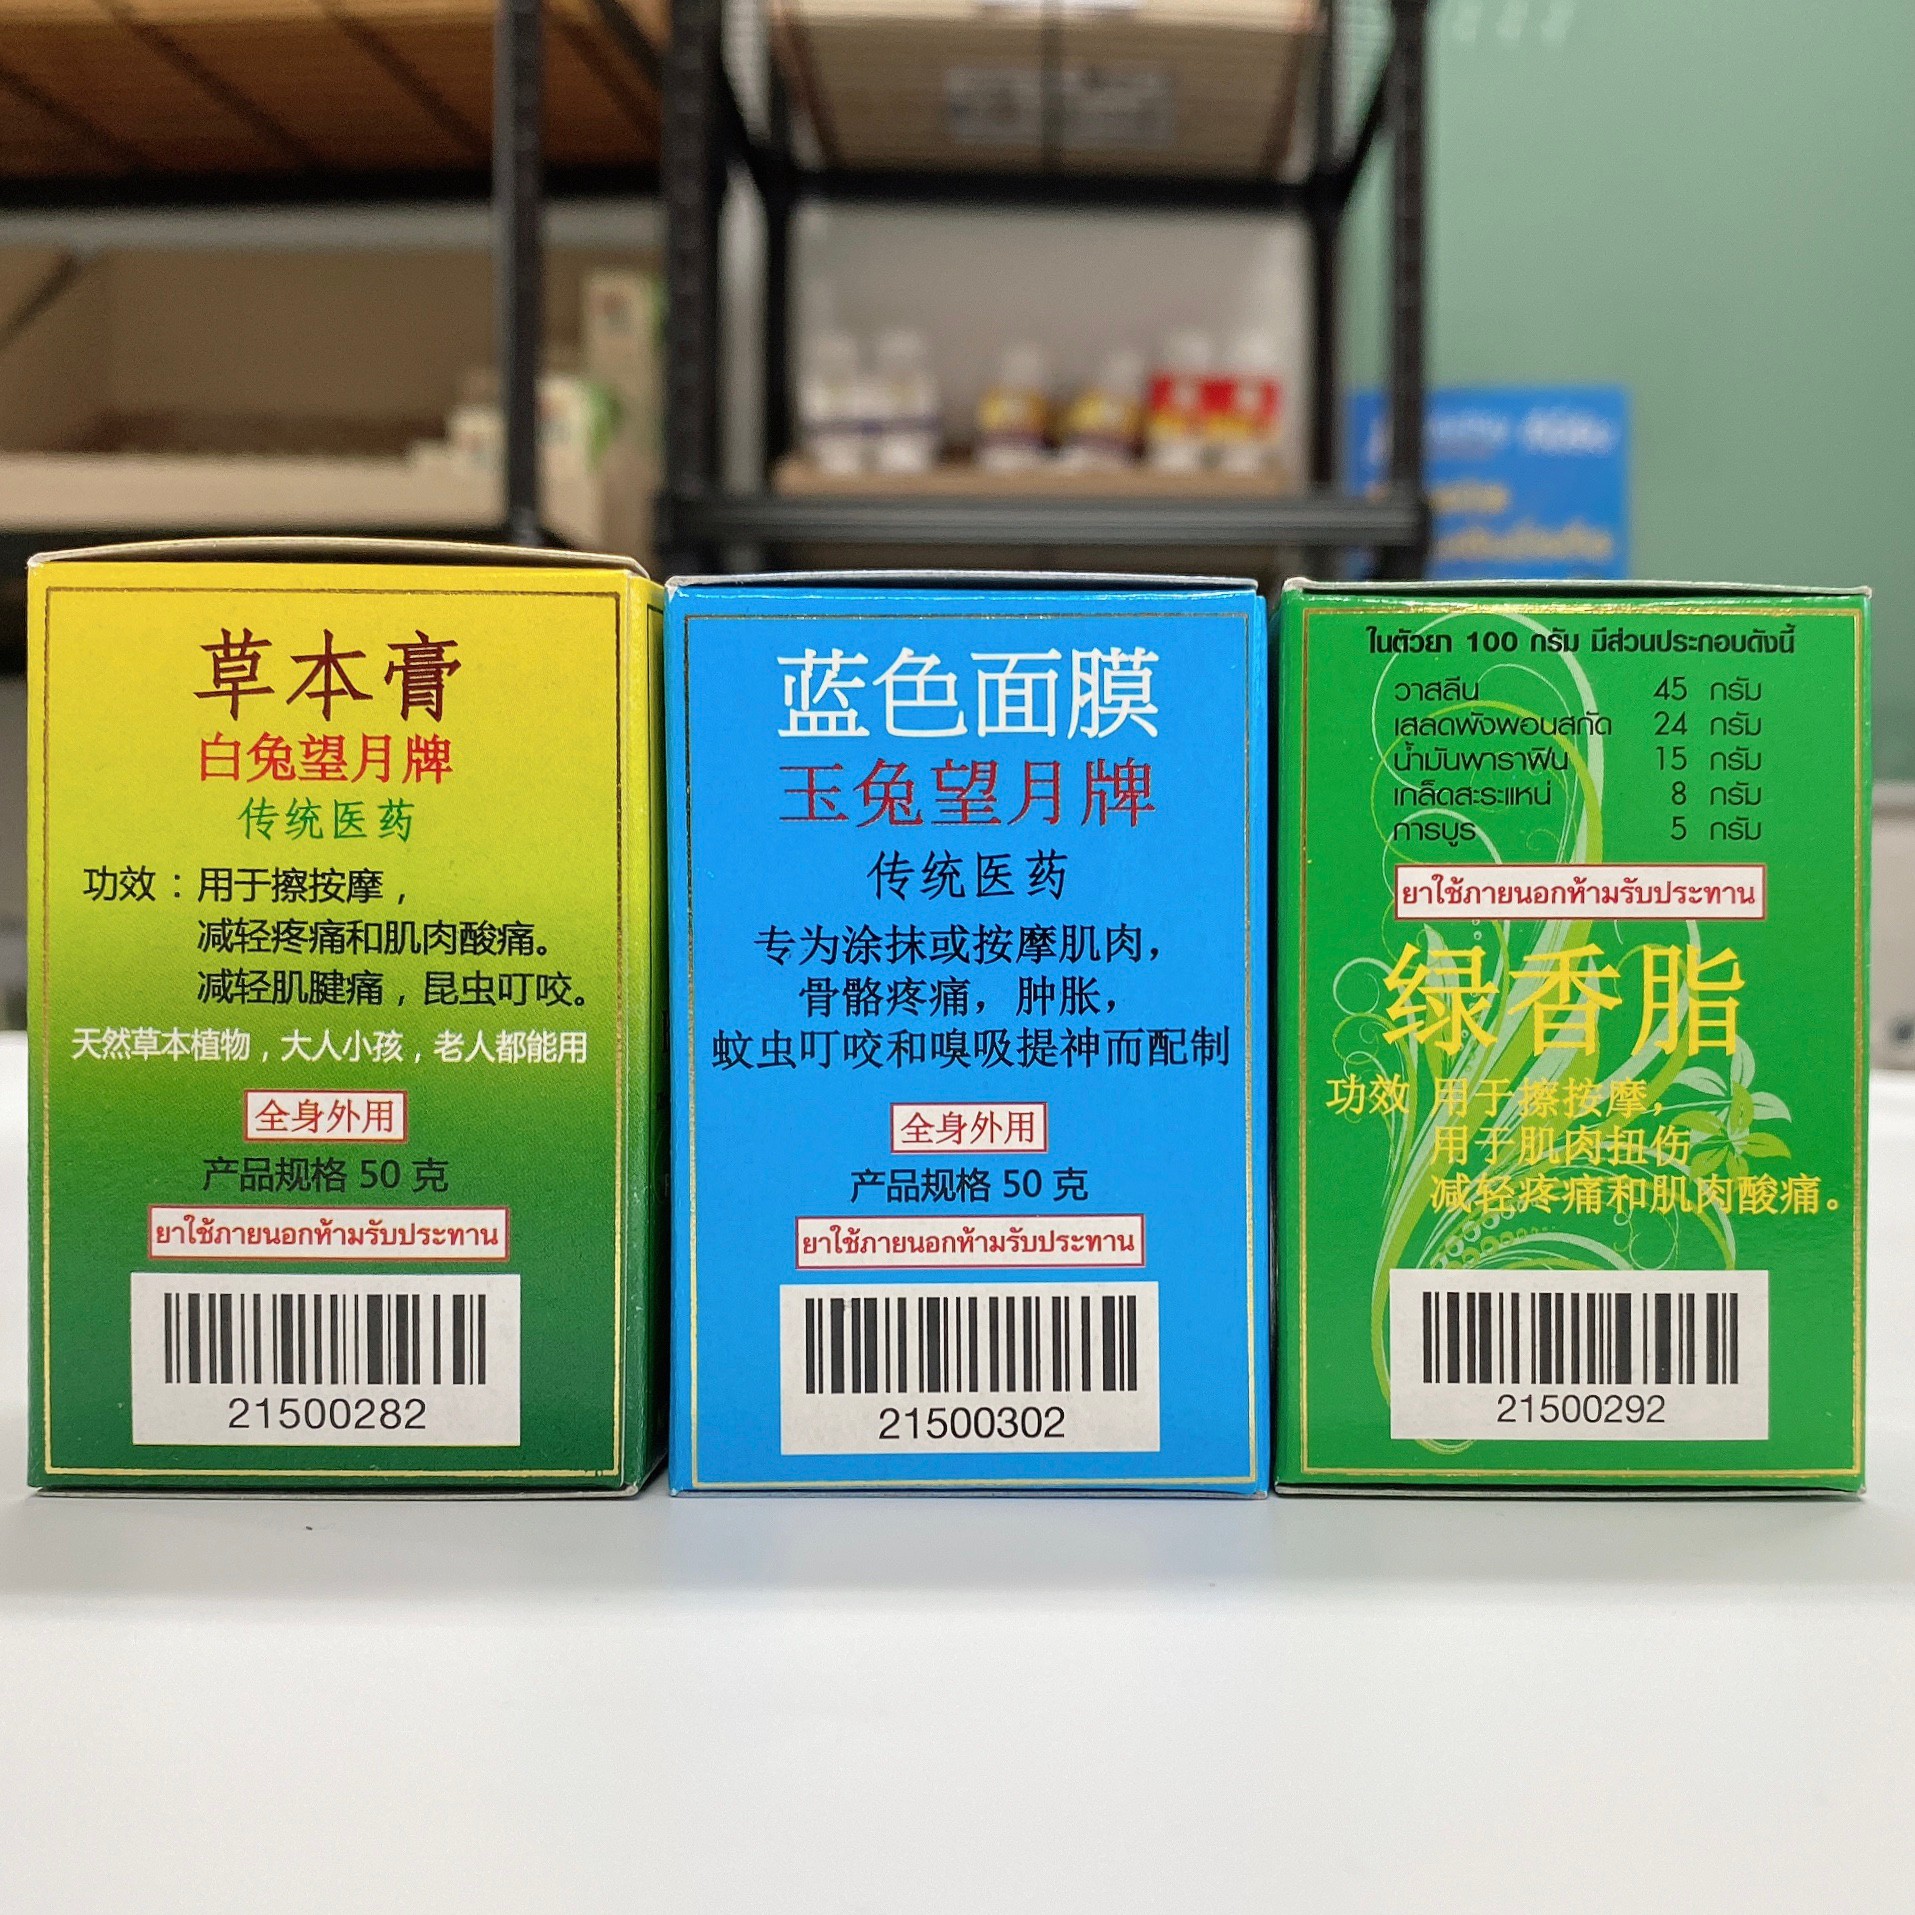 草本膏
白兔望月牌
传统医药
功效：用于擦按摩，
减轻疼痛和肌肉酸痛。
减轻肌腱痛，昆虫叮咬。
天然草本植物，大人小孩，老人都能用
全身外用
产品规格 50 克
ยาใช้ภายนอกห้ามรับประทาน
21500282
蓝色面膜
玉兔望月牌
传统医药
专为涂抹或按摩肌肉，
骨骼疼痛，肿胀，
蚊虫叮咬和嗅吸提神而配制
全身外用
产品规格 50 克
ยาใช้ภายนอกห้ามรับประทาน
21500302
ในตัวยา 100 กรัม มีส่วนประกอบดังนี้
วาสลีน 45 กรัม
เสลดพังพอนสกัด 24 กรัม
น้ำมันพาราฟิน 15 กรัม
เกล็ดสะระแหน่ 8 กรัม
การบูร 5 กรัม
ยาใช้ภายนอกห้ามรับประทาน
绿香脂
功效 用于擦按摩，
用于肌肉扭伤
减轻疼痛和肌肉酸痛。
21500292